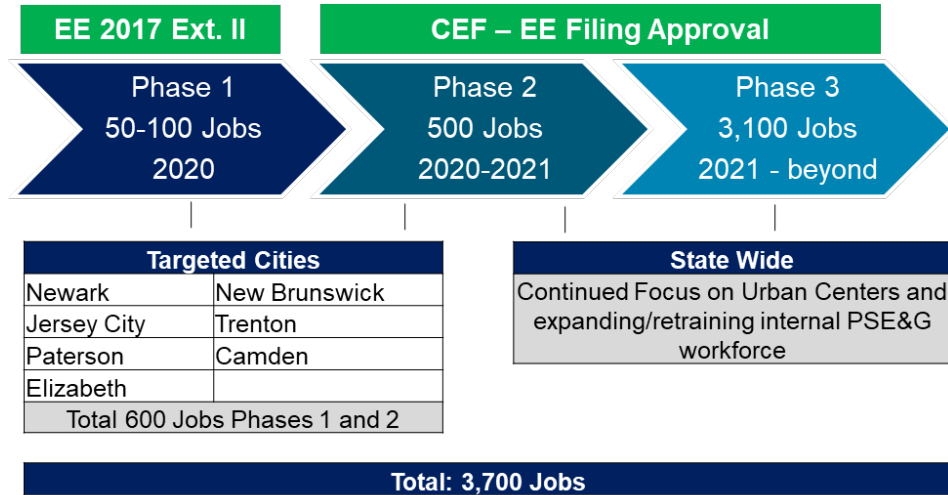 EE 2017 Ext. II
CEF – EE Filing Approval
Phase 1
50-100 Jobs
2020
Phase 2
500 Jobs
2020-2021
Phase 3
3,100 Jobs
2021 - beyond
Targeted Cities
Newark New Brunswick
Jersey City Trenton
Paterson Camden
Elizabeth
Total 600 Jobs Phases 1 and 2
State Wide
Continued Focus on Urban Centers and
expanding/retraining internal PSE&G
workforce
Total: 3,700 Jobs